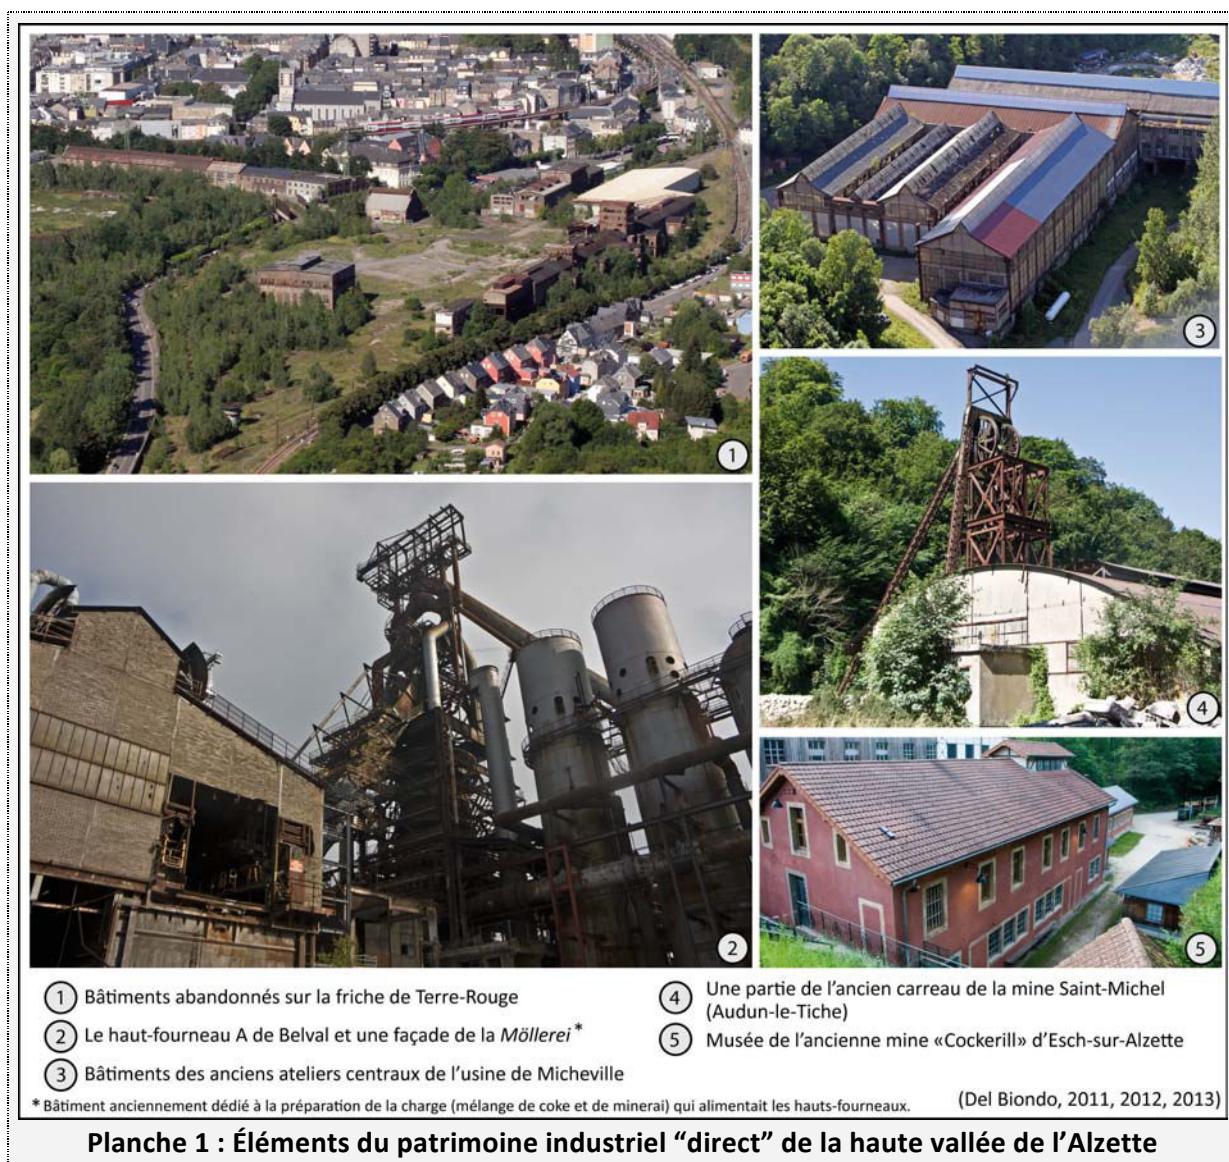 1
2
3
4
5
1 Bâtiments abandonnés sur la friche de Terre-Rouge
2 Le haut-fourneau A de Belval et une façade de la Möllerei *
3 Bâtiments des anciens ateliers centraux de l'usine de Micheville
4 Une partie de l'ancien carreau de la mine Saint-Michel
(Audun-le-Tiche)
5 Musée de l'ancienne mine «Cockerill» d'Esch-sur-Alzette
* Bâtiment anciennement dédié à la préparation de la charge (mélange de coke et de minerai) qui alimentait les hauts-fourneaux.
(Del Biondo, 2011, 2012, 2013)
Planche 1 : Éléments du patrimoine industriel “direct” de la haute vallée de l’Alzette